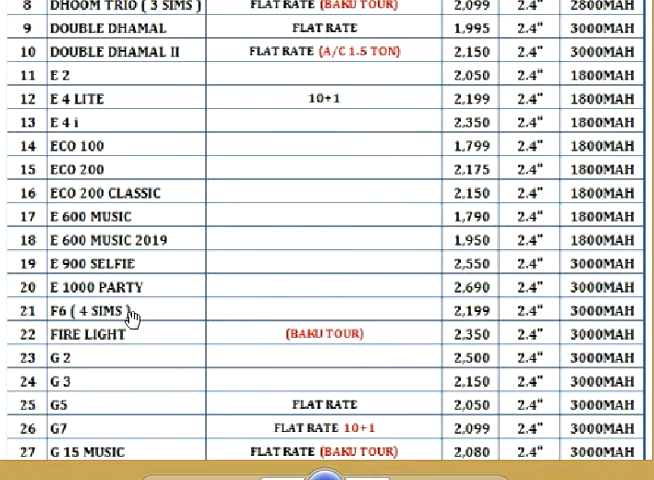 8 DHOOM TRIO ( 3 SIMS ) FLAT RATE (BAKU TOUR) 2,099 2.4" 2800MAH
9 DOUBLE DHAMAL FLAT RATE 1,995 2.4" 3000MAH
10 DOUBLE DHAMAL II FLAT RATE (A/C 1.5 TON) 2,150 2.4" 3000MAH
11 E 2 2,050 2.4" 1800MAH
12 E 4 LITE 10+1 2,199 2.4" 1800MAH
13 E 4 i 2,350 2.4" 1800MAH
14 ECO 100 1,799 2.4" 1800MAH
15 ECO 200 2,175 2.4" 1800MAH
16 ECO 200 CLASSIC 2,150 2.4" 1800MAH
17 E 600 MUSIC 1,790 2.4" 1800MAH
18 E 600 MUSIC 2019 1,950 2.4" 1800MAH
19 E 900 SELFIE 2,550 2.4" 3000MAH
20 E 1000 PARTY 2,690 2.4" 3000MAH
21 F6 ( 4 SIMS ) 2,199 2.4" 3000MAH
22 FIRE LIGHT (BAKU TOUR) 2,350 2.4" 3000MAH
23 G 2 2,500 2.4" 3000MAH
24 G 3 2,150 2.4" 3000MAH
25 G5 FLAT RATE 2,050 2.4" 3000MAH
26 G7 FLAT RATE 10+1 2,099 2.4" 3000MAH
27 G 15 MUSIC FLAT RATE (BAKU TOUR) 2,080 2.4" 3000MAH